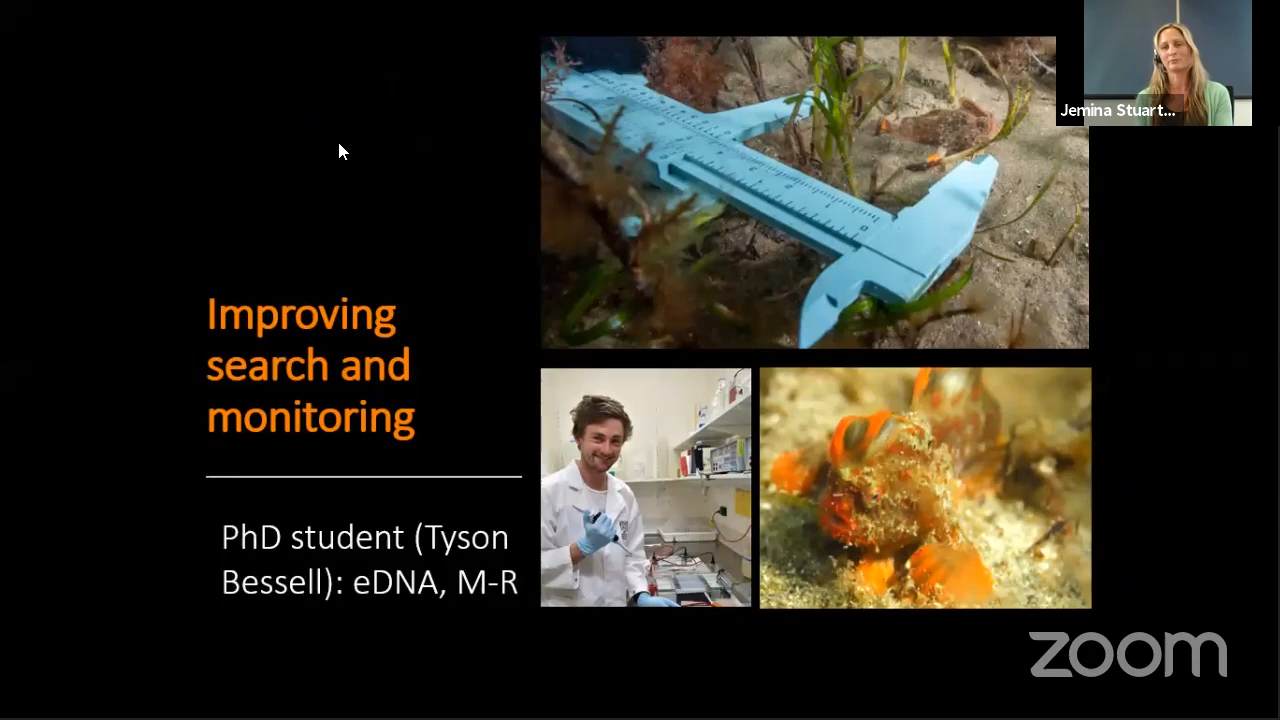 Jemina Stuart...
Improving
search and
monitoring
PhD student (Tyson
Bessell): eDNA, M-R
zoom